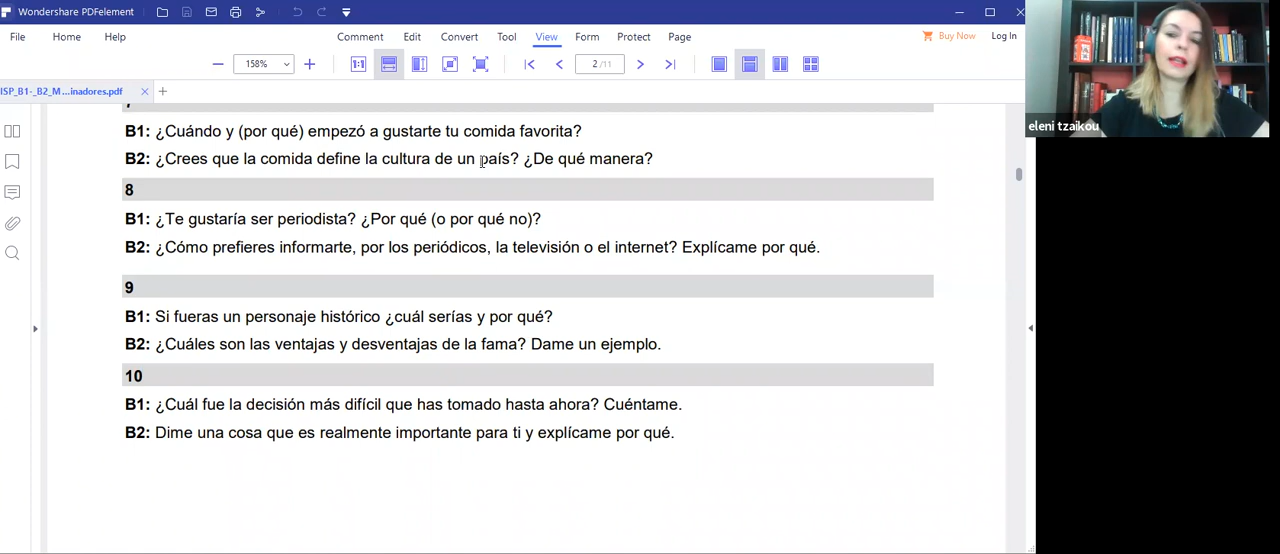 Wondershare PDFelement
File Home Help Comment Edit Convert Tool View Form Protect Page Buy Now Log In
158% 2 /11
ISP_B1-_B2_M ...inadores.pdf
eleni tzaikou
7
B1: ¿Cuándo y (por qué) empezó a gustarte tu comida favorita?
B2: ¿Crees que la comida define la cultura de un país? ¿De qué manera?
8
B1: ¿Te gustaría ser periodista? ¿Por qué (o por qué no)?
B2: ¿Cómo prefieres informarte, por los periódicos, la televisión o el internet? Explícame por qué.
9
B1: Si fueras un personaje histórico ¿cuál serías y por qué?
B2: ¿Cuáles son las ventajas y desventajas de la fama? Dame un ejemplo.
10
B1: ¿Cuál fue la decisión más difícil que has tomado hasta ahora? Cuéntame.
B2: Dime una cosa que es realmente importante para ti y explícame por qué.